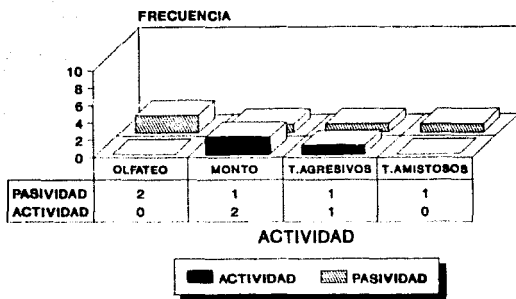 FRECUENCIA
10
8
6
4
2
0
OLFATEO MONTO T.AGRESIVOS T.AMISTOSOS
PASIVIDAD 2 1 1 1
ACTIVIDAD 0 2 1 0
ACTIVIDAD
ACTIVIDAD PASIVIDAD